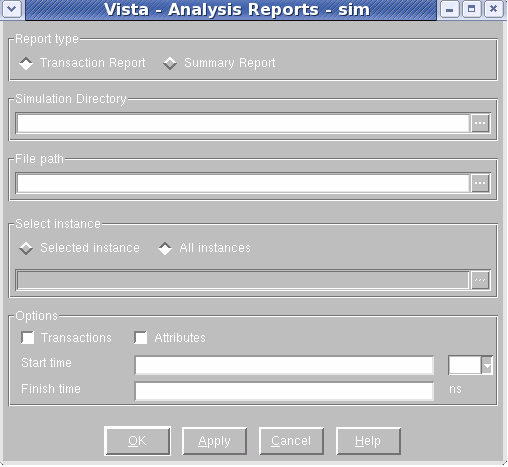 Vista - Analysis Reports - sim
Report type
Transaction Report Summary Report
Simulation Directory
...
File path
...
Select instance
Selected instance All instances
...
Options
Transactions Attributes
Start time
Finish time ns
OK Apply Cancel Help